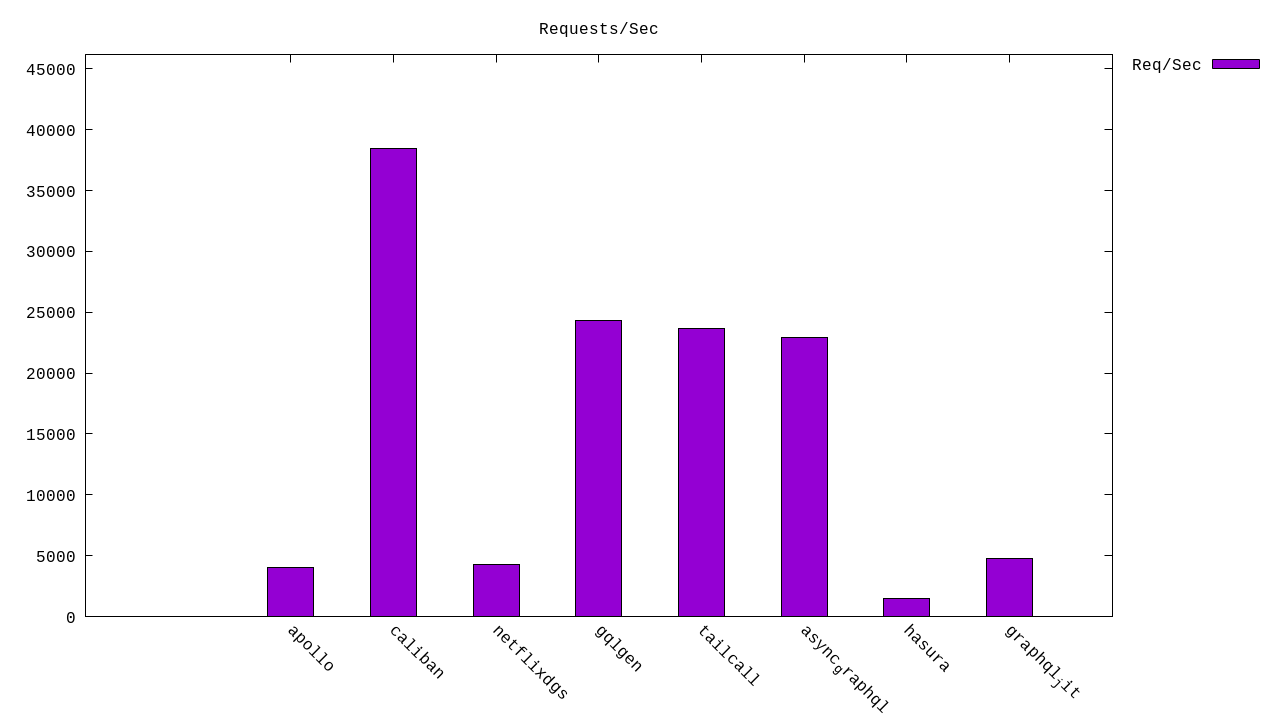 Requests/Sec
Req/Sec
45000
40000
35000
30000
25000
20000
15000
10000
5000
0
apollo
caliban
netflixdgs
gqlgen
tailcall
async_graphql
hasura
graphql_jit